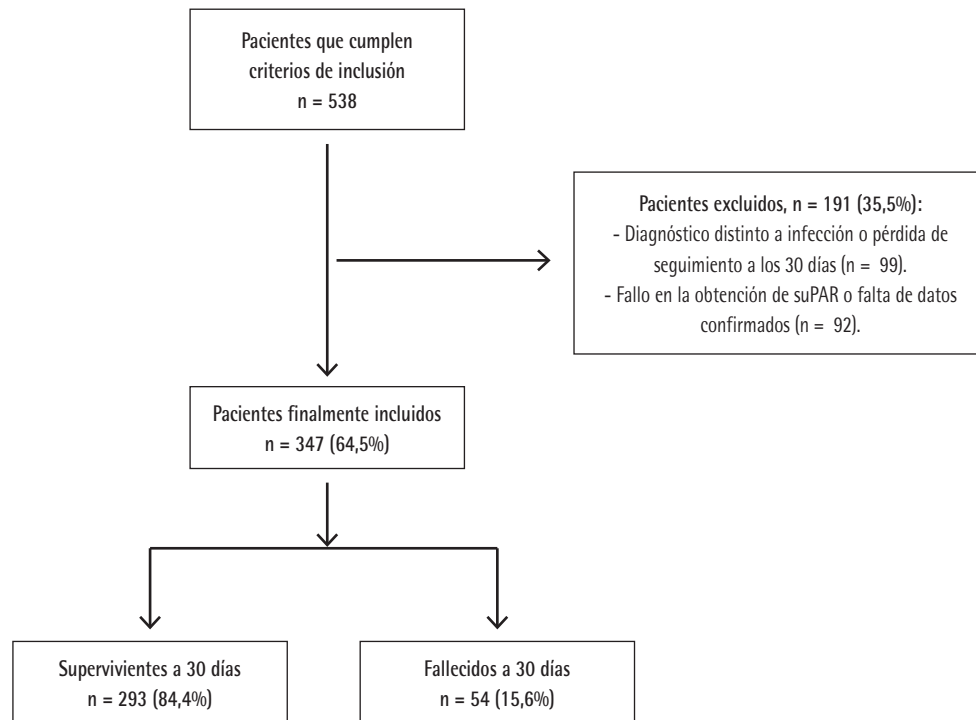 Pacientes que cumplen
criterios de inclusión
n = 538
Pacientes excluidos, n = 191 (35,5%):
- Diagnóstico distinto a infección o pérdida de
seguimiento a los 30 días (n = 99).
- Fallo en la obtención de suPAR o falta de datos
confirmados (n = 92).
Pacientes finalmente incluidos
n = 347 (64,5%)
Supervivientes a 30 días
n = 293 (84,4%)
Fallecidos a 30 días
n = 54 (15,6%)